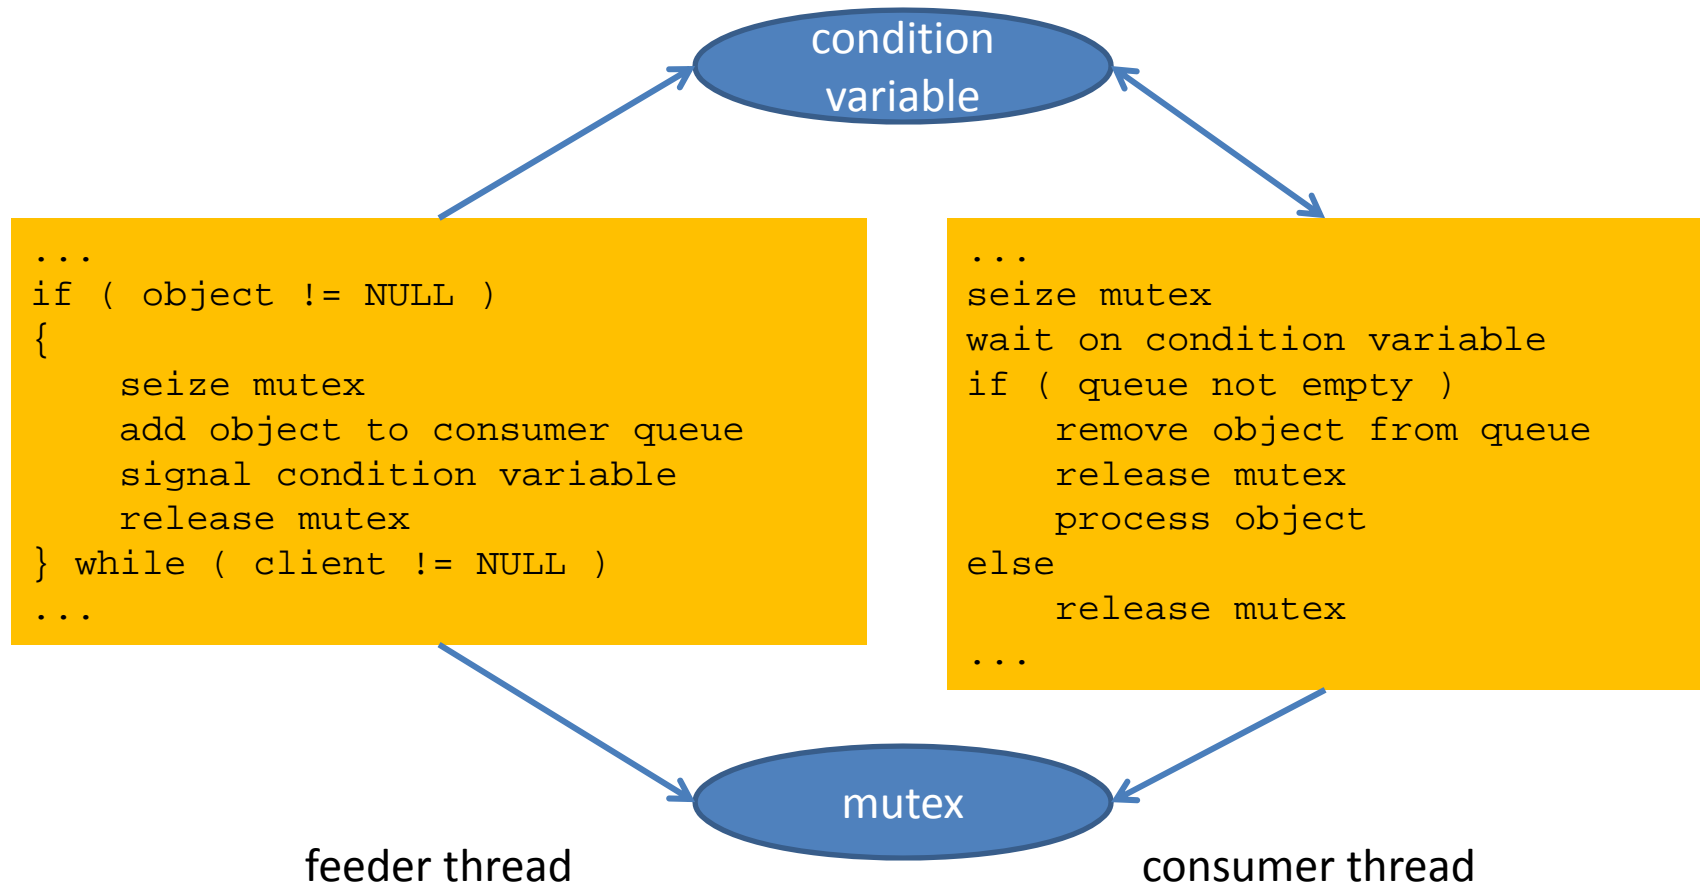 condition
variable
...
if ( object != NULL )
{
    seize mutex
    add object to consumer queue
    signal condition variable
    release mutex
} while ( client != NULL )
...
...
seize mutex
wait on condition variable
if ( queue not empty )
    remove object from queue
    release mutex
    process object
else
    release mutex
...
mutex
feeder thread
consumer thread